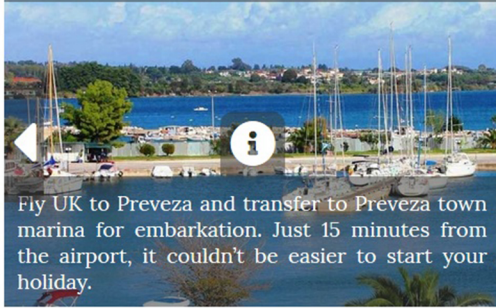 i
Fly UK to Preveza and transfer to Preveza town
marina for embarkation. Just 15 minutes from
the airport, it couldn't be easier to start your
holiday.